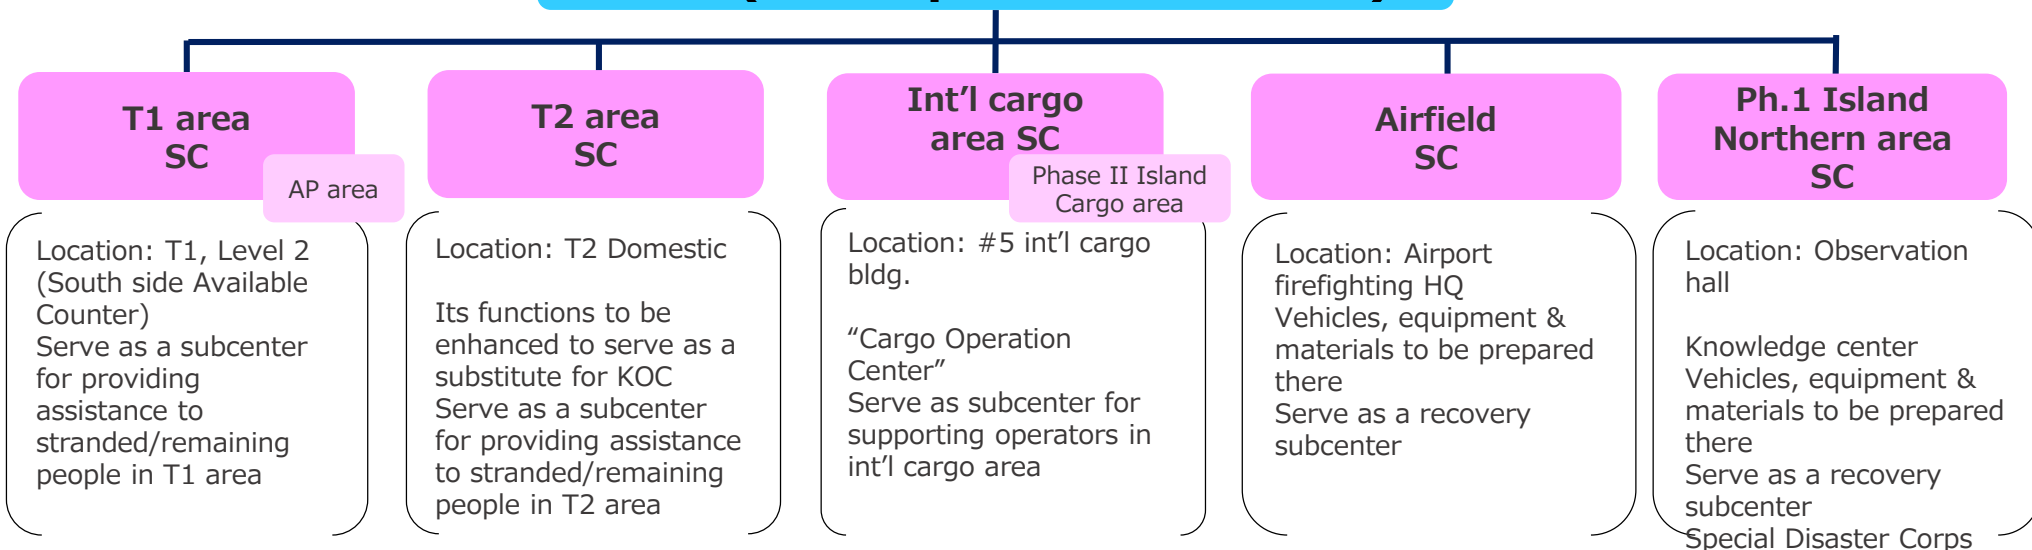 T1 area
SC
AP area
Location: T1, Level 2
(South side Available
Counter)
Serve as a subcenter
for providing
assistance to
stranded/remaining
people in T1 area
T2 area
SC
Location: T2 Domestic
Its functions to be
enhanced to serve as a
substitute for KOC
Serve as a subcenter
for providing assistance
to stranded/remaining
people in T2 area
Int’l cargo
area SC
Phase II Island
Cargo area
Location: #5 int’l cargo
bldg.
“Cargo Operation
Center”
Serve as subcenter for
supporting operators in
int’l cargo area
Airfield
SC
Location: Airport
firefighting HQ
Vehicles, equipment &
materials to be prepared
there
Serve as a recovery
subcenter
Ph.1 Island
Northern area
SC
Location: Observation
hall
Knowledge center
Vehicles, equipment &
materials to be prepared
there
Serve as a recovery
subcenter
Special Disaster Corps